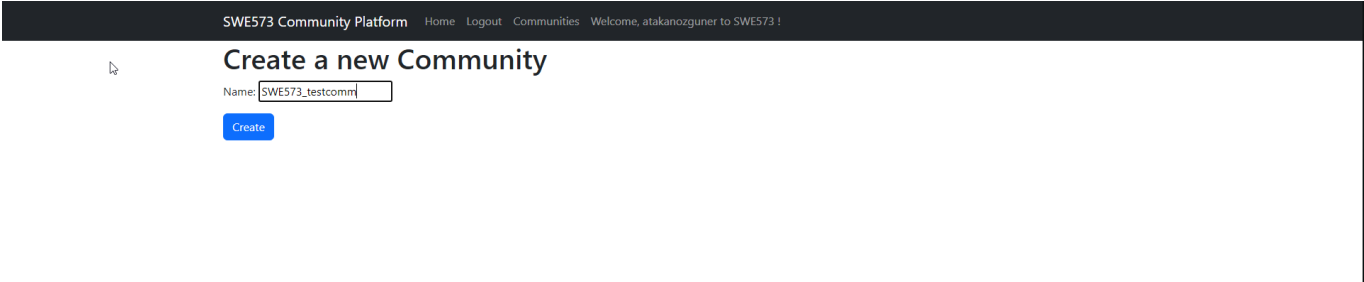 SWE573 Community Platform Home Logout Communities Welcome, atakanozguner to SWE573 !
Create a new Community
Name: SWE573_testcomm
Create